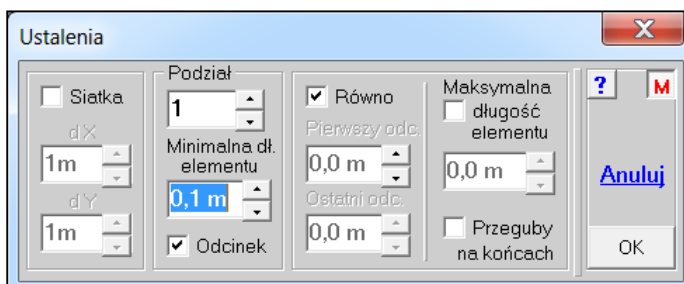 Ustalenia
X
Siatka
dX
1m
dY
1m
Podział
1
Minimalna dł.
elementu
0,1 m
Odcinek
Równo
Pierwszy odc.
0,0 m
Ostatni odc.
0,0 m
Maksymalna
długość
elementu
0,0 m
Przeguby
na końcach
? M
Anuluj
OK